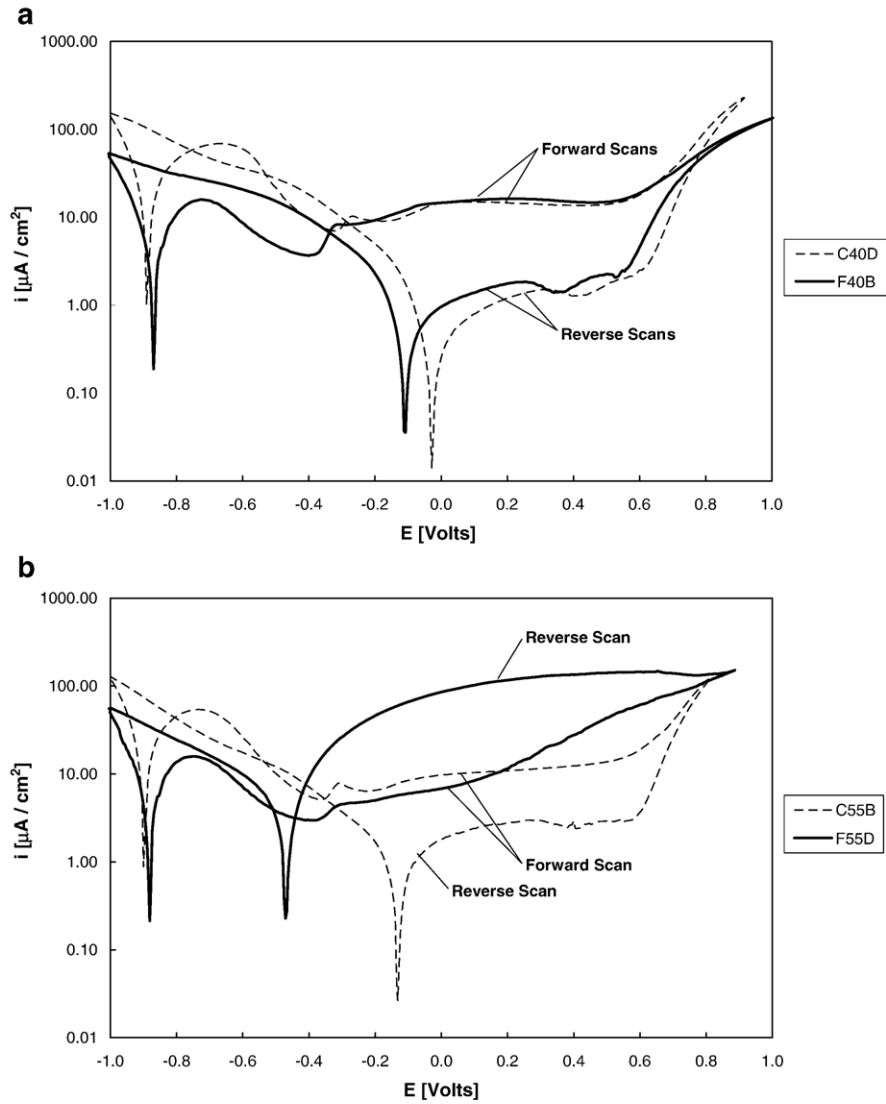 a
1000.00
100.00
10.00
1.00
0.10
0.01
i [μA / cm²]
Forward Scans
Reverse Scans
-1.0 -0.8 -0.6 -0.4 -0.2 0.0 0.2 0.4 0.6 0.8 1.0
E [Volts]
C40D
F40B
b
1000.00
100.00
10.00
1.00
0.10
0.01
i [μA / cm²]
Reverse Scan
Forward Scan
Reverse Scan
-1.0 -0.8 -0.6 -0.4 -0.2 0.0 0.2 0.4 0.6 0.8 1.0
E [Volts]
C55B
F55D